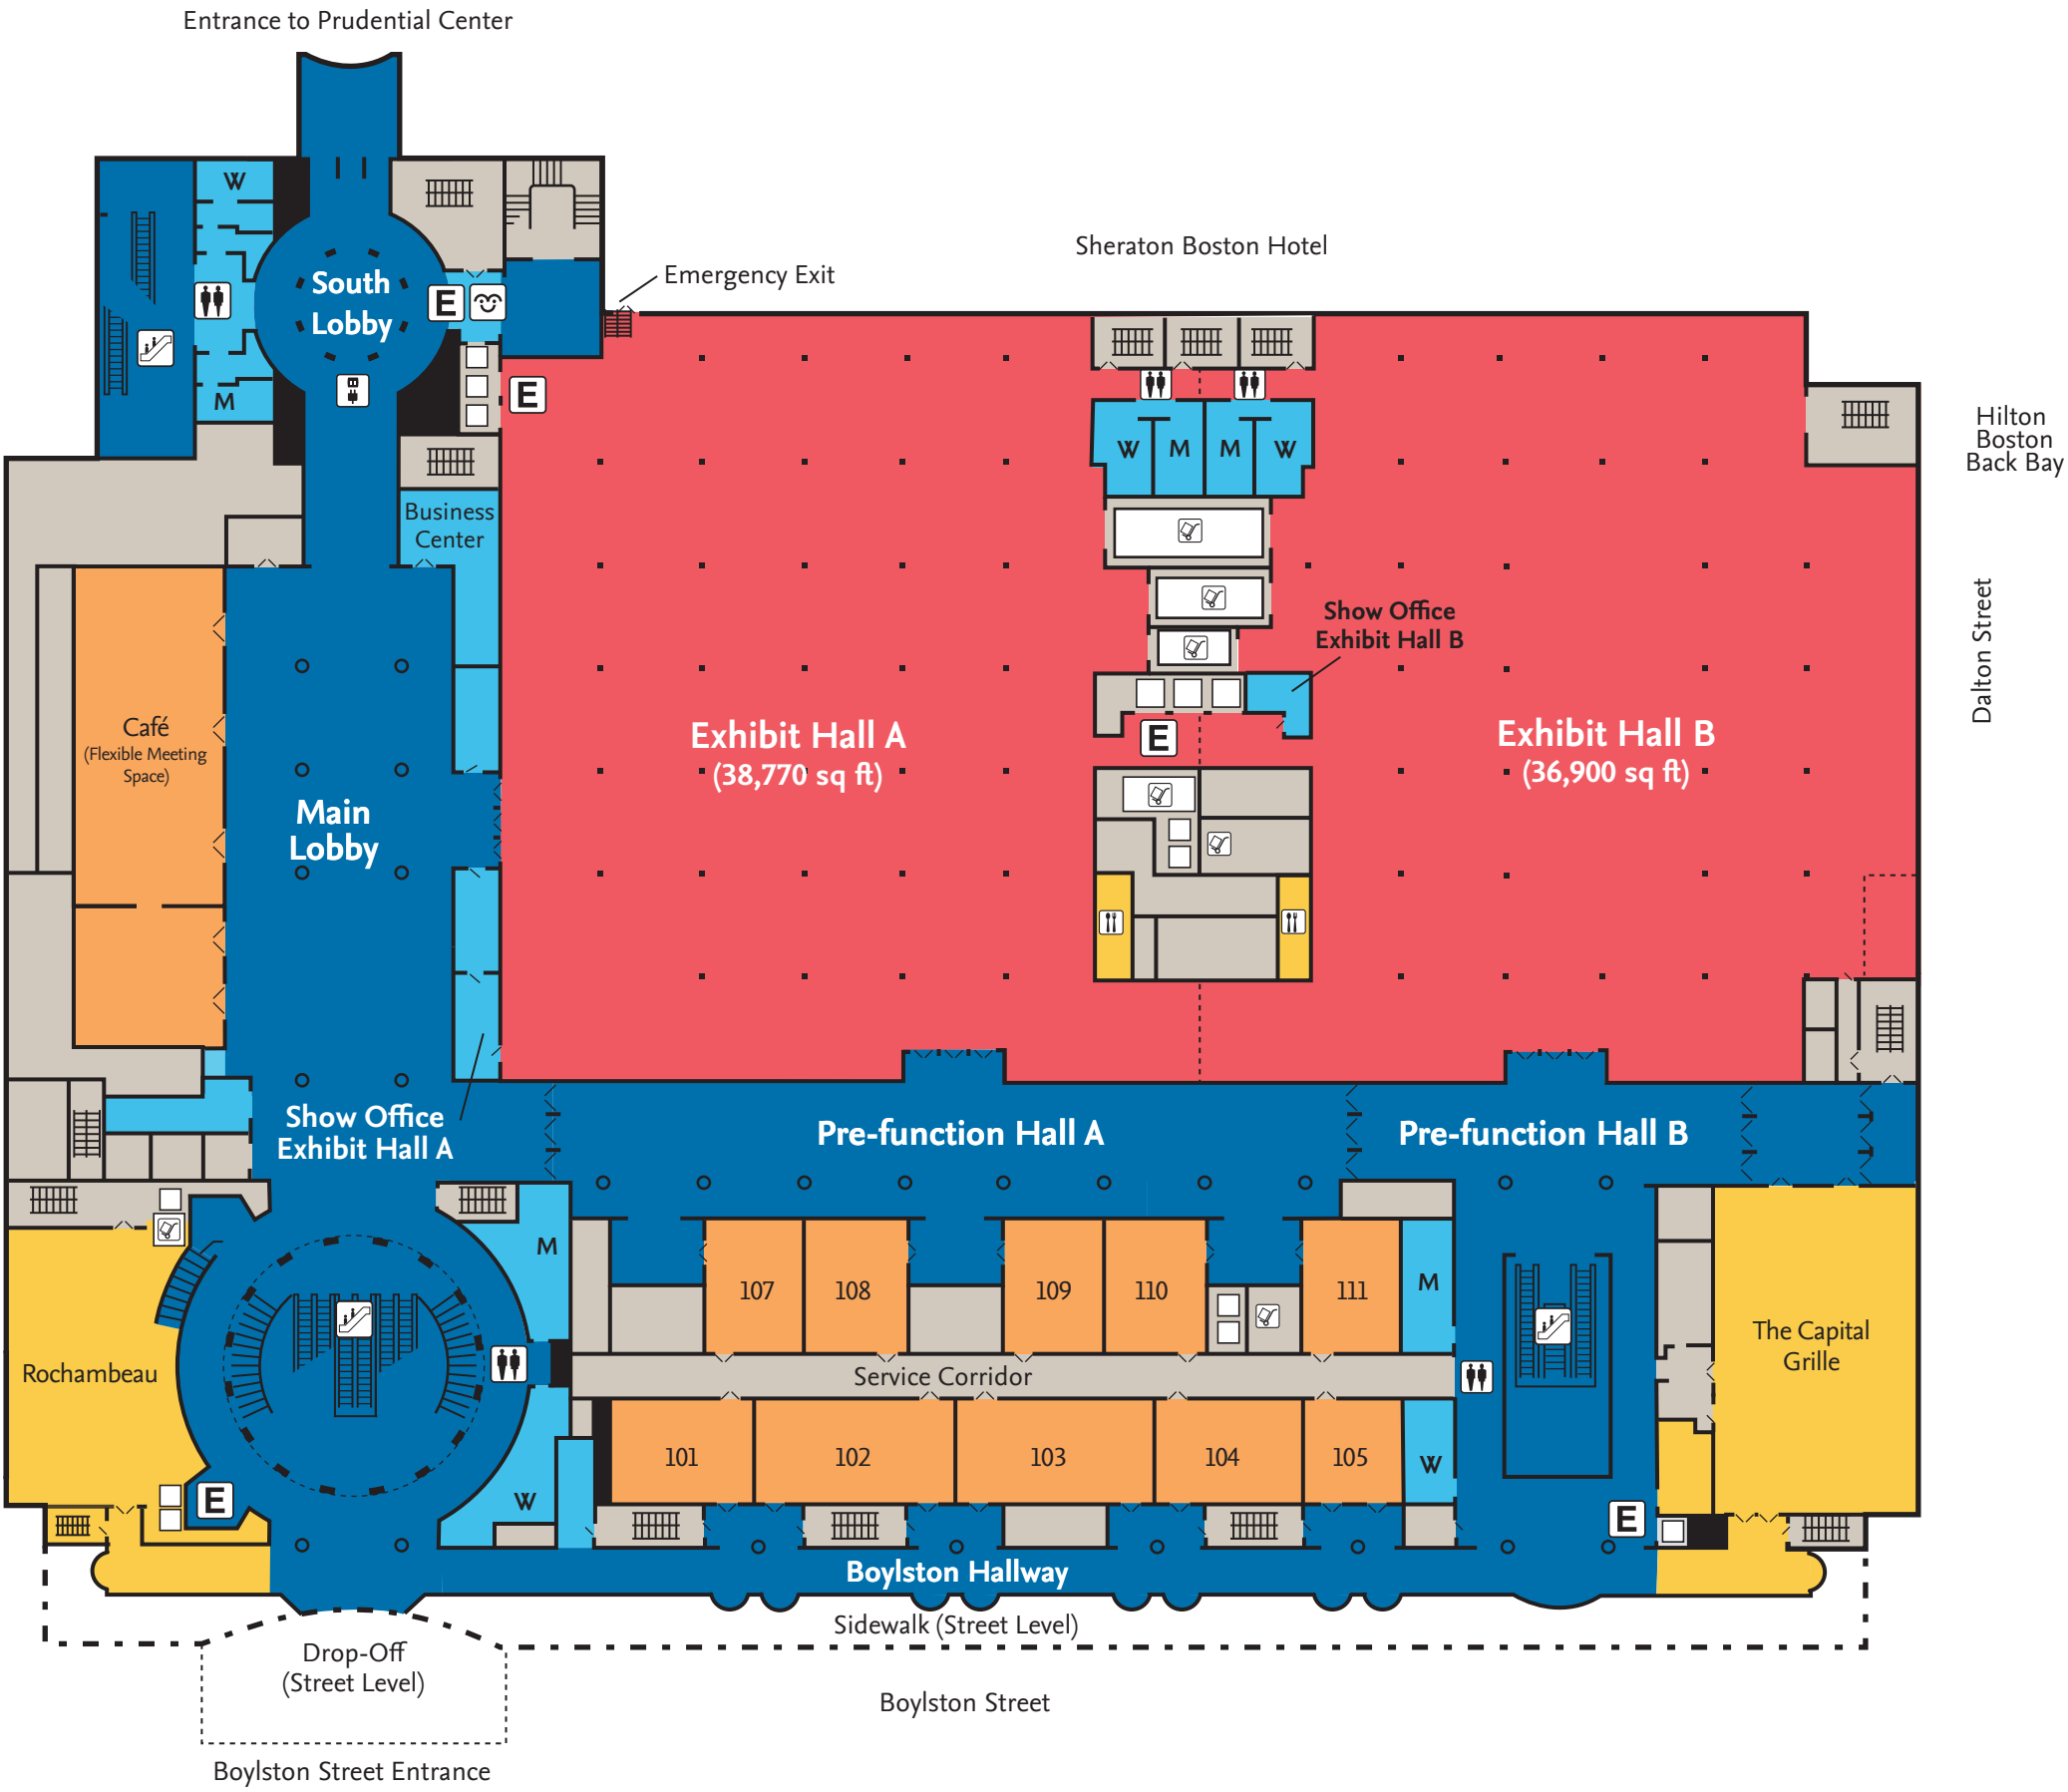 Entrance to Prudential Center
W
South
Lobby
E
E
M
Emergency Exit
Sheraton Boston Hotel
Hilton
Boston
Back Bay
W
M
M
W
Business
Center
Show Office
Exhibit Hall B
Dalton Street
Café
(Flexible Meeting
Space)
Main
Lobby
Exhibit Hall A
(38,770 sq ft)
E
Exhibit Hall B
(36,900 sq ft)
Show Office
Exhibit Hall A
Pre-function Hall A
Pre-function Hall B
M
107
108
109
110
111
M
Rochambeau
Service Corridor
The Capital
Grille
101
102
103
104
105
W
W
E
E
Boylston Hallway
Sidewalk (Street Level)
Drop-Off
(Street Level)
Boylston Street
Boylston Street Entrance